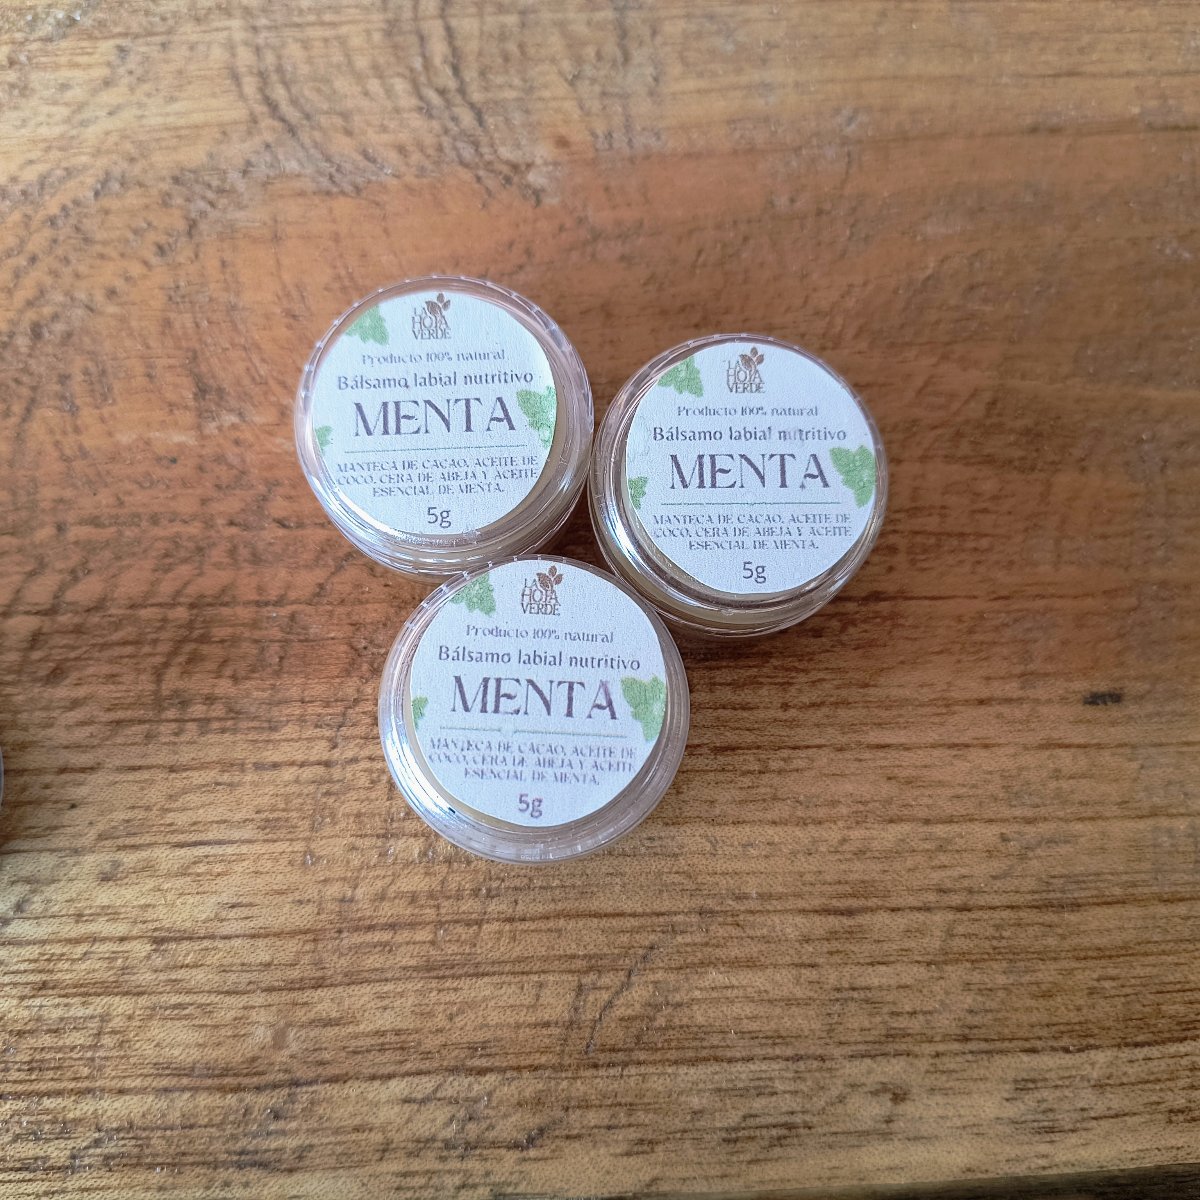 LA
HOJA
VERDE
Producto 100% natural
Bálsamo labial nutritivo
MENTA
MANTECA DE CACAO, ACEITE DE
COCO, CERA DE ABEJA Y ACEITE
ESENCIAL DE MENTA.
5g
LA
HOJA
VERDE
Producto 100% natural
Bálsamo labial nutritivo
MENTA
MANTECA DE CACAO, ACEITE DE
COCO, CERA DE ABEJA Y ACEITE
ESENCIAL DE MENTA.
5g
LA
HOJA
VERDE
Producto 100% natural
Bálsamo labial nutritivo
MENTA
MANTECA DE CACAO, ACEITE DE
COCO, CERA DE ABEJA Y ACEITE
ESENCIAL DE MENTA.
5g